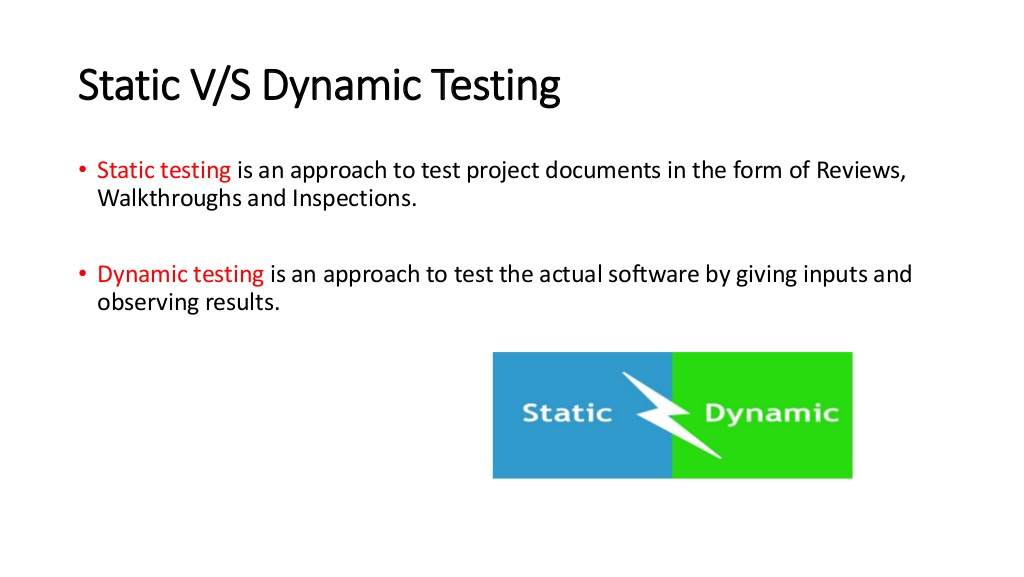 Static V/S Dynamic Testing
• Static testing is an approach to test project documents in the form of Reviews,
Walkthroughs and Inspections.
• Dynamic testing is an approach to test the actual software by giving inputs and
observing results.
Static Dynamic